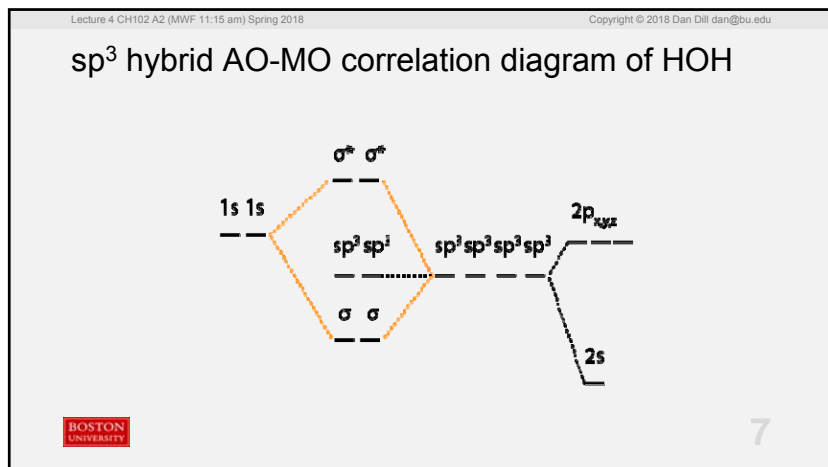 Lecture 4 CH102 A2 (MWF 11:15 am) Spring 2018 Copyright © 2018 Dan Dill dan@bu.edu
sp³ hybrid AO-MO correlation diagram of HOH
σ* σ*
1s 1s
2pₓ,y,z
sp³ sp³ sp³ sp³ sp³ sp³
σ σ
2s
BOSTON
UNIVERSITY
7